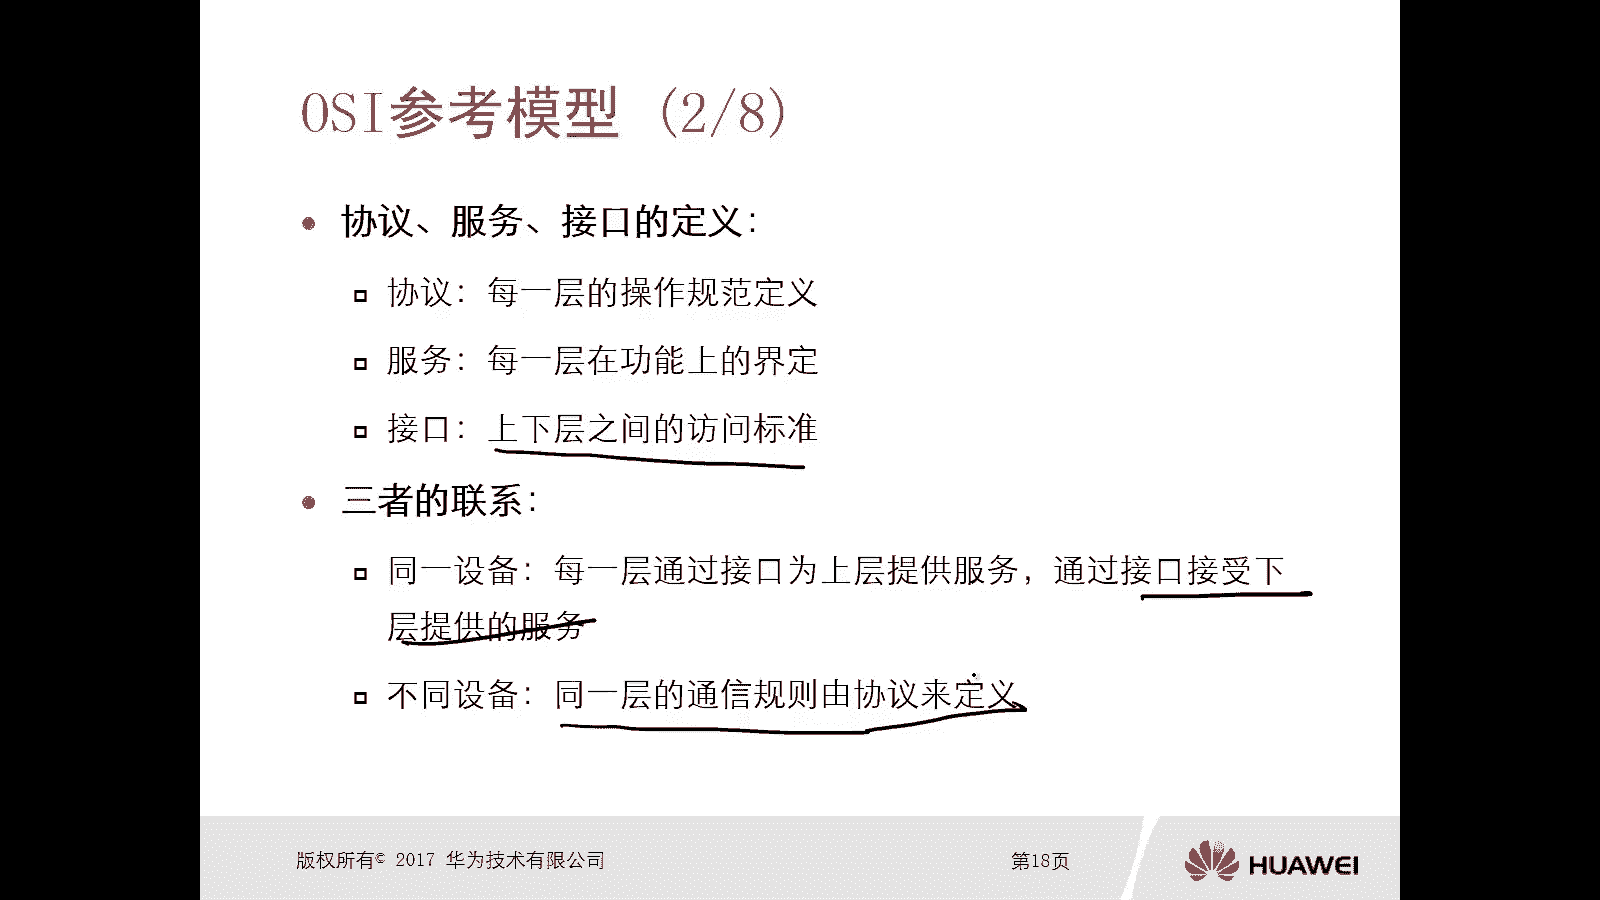 OSI参考模型 (2/8)
协议、服务、接口的定义：
协议：每一层的操作规范定义
服务：每一层在功能上的界定
接口：上下层之间的访问标准
三者的联系：
同一设备：每一层通过接口为上层提供服务，通过接口接受下
层提供的服务
不同设备：同一层的通信规则由协议来定义
版权所有© 2017 华为技术有限公司
第18页
HUAWEI